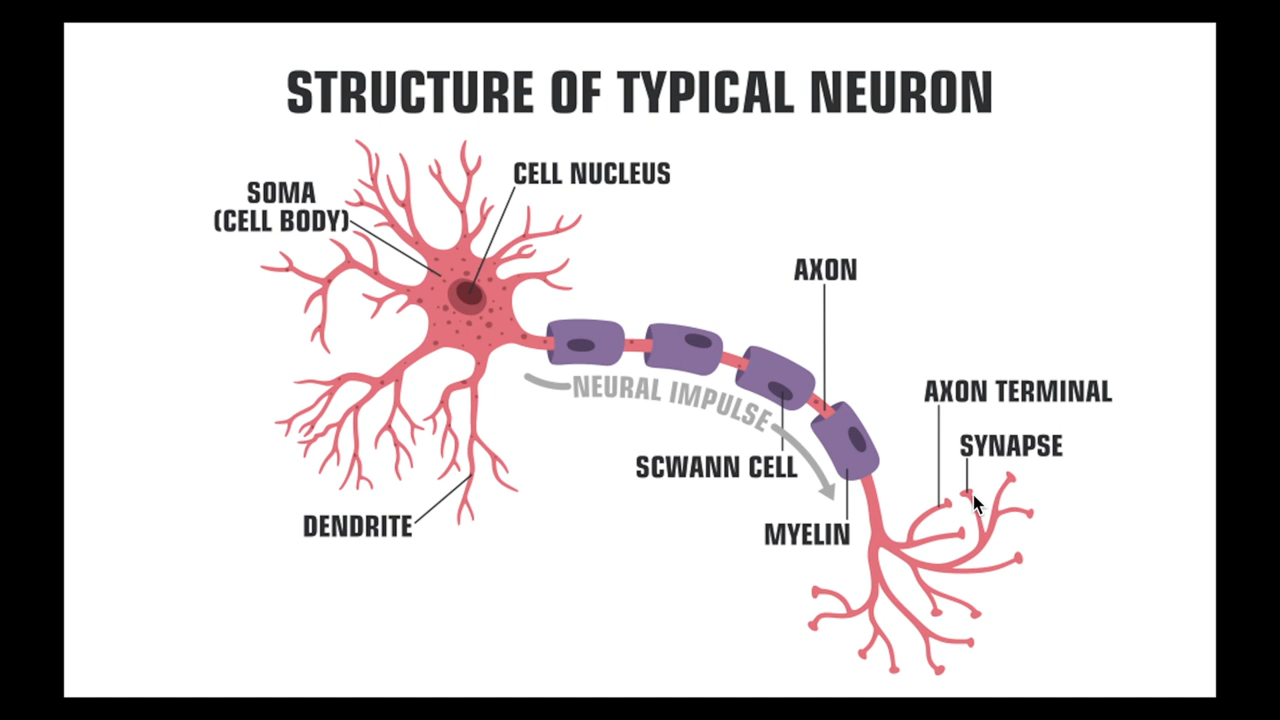 STRUCTURE OF TYPICAL NEURON
CELL NUCLEUS
SOMA
(CELL BODY)
AXON
NEURAL IMPULSE
AXON TERMINAL
SYNAPSE
SCWANN CELL
DENDRITE
MYELIN